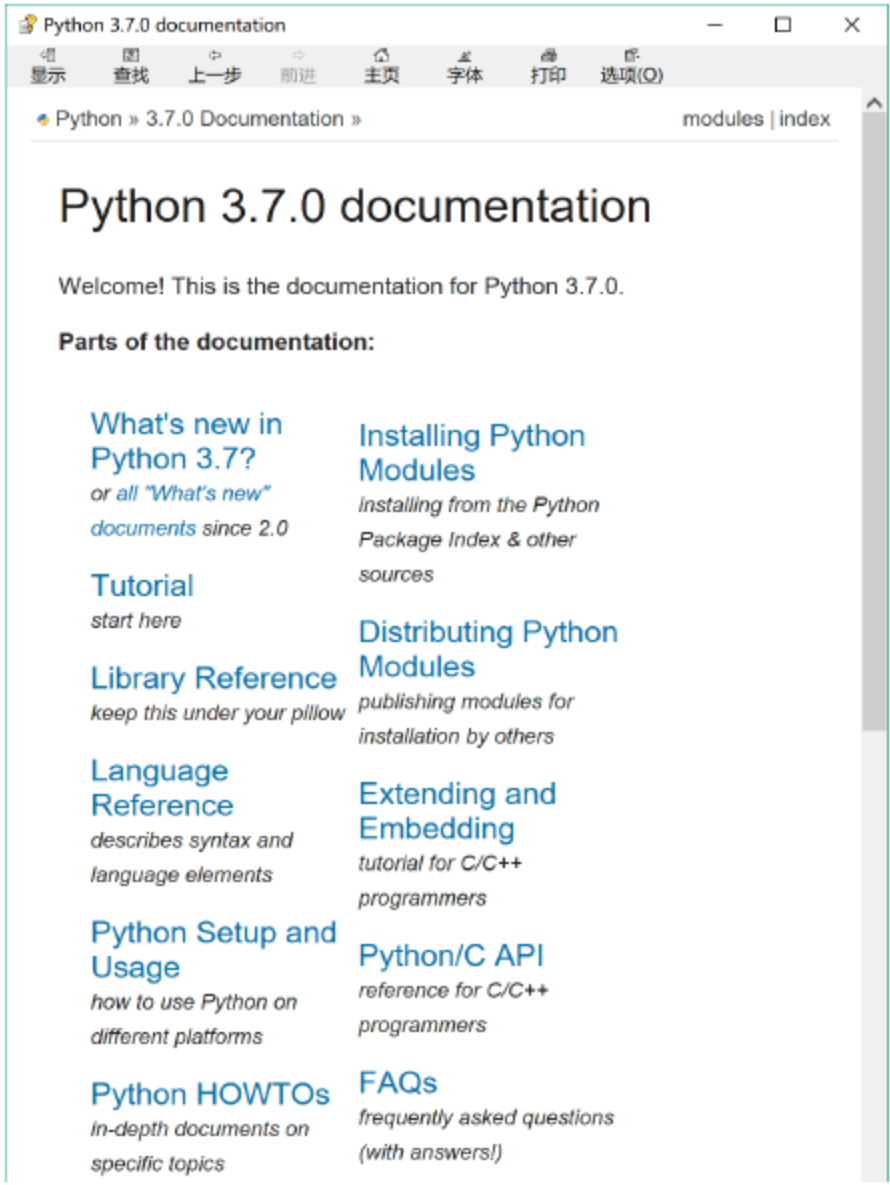 Python 3.7.0 documentation
显示 查找 上一步 前进 主页 字体 打印 选项(O)
Python » 3.7.0 Documentation »
modules | index
Python 3.7.0 documentation
Welcome! This is the documentation for Python 3.7.0.
Parts of the documentation:
What's new in
Python 3.7?
or all "What's new"
documents since 2.0
Tutorial
start here
Library Reference
keep this under your pillow
Language
Reference
describes syntax and
language elements
Python Setup and
Usage
how to use Python on
different platforms
Python HOWTOs
in-depth documents on
specific topics
Installing Python
Modules
installing from the Python
Package Index & other
sources
Distributing Python
Modules
publishing modules for
installation by others
Extending and
Embedding
tutorial for C/C++
programmers
Python/C API
reference for C/C++
programmers
FAQs
frequently asked questions
(with answers!)